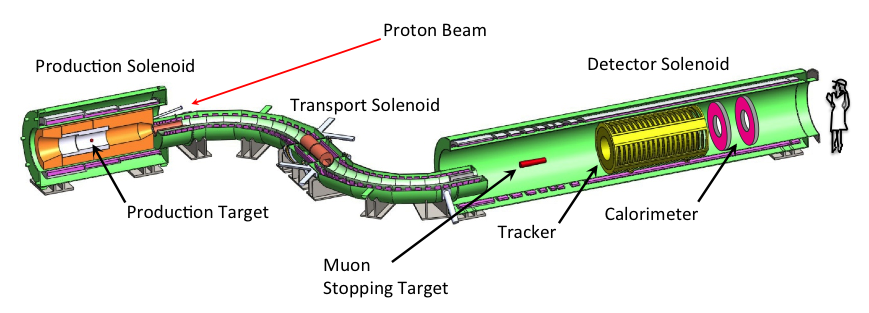 Proton Beam
Production Solenoid
Detector Solenoid
Transport Solenoid
Production Target
Calorimeter
Tracker
Muon
Stopping Target